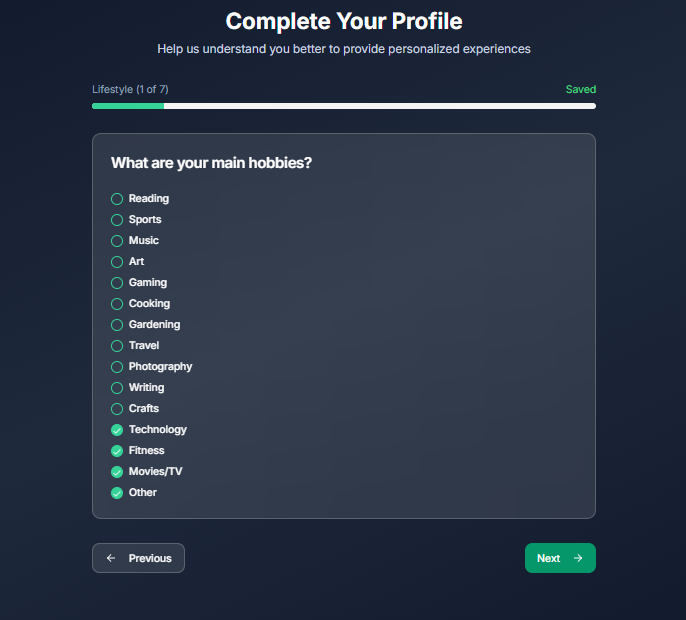 Complete Your Profile
Help us understand you better to provide personalized experiences
Lifestyle (1 of 7)
Saved
What are your main hobbies?
Reading
Sports
Music
Art
Gaming
Cooking
Gardening
Travel
Photography
Writing
Crafts
Technology
Fitness
Movies/TV
Other
Previous
Next